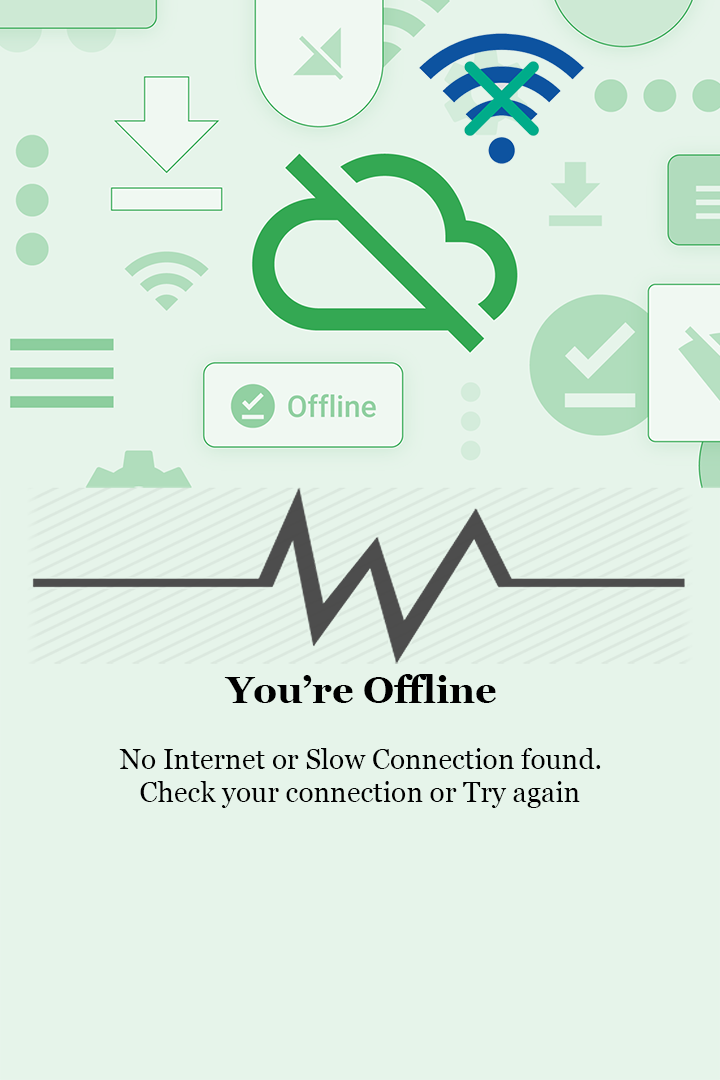 Offline
You’re Offline
No Internet or Slow Connection found.
Check your connection or Try again